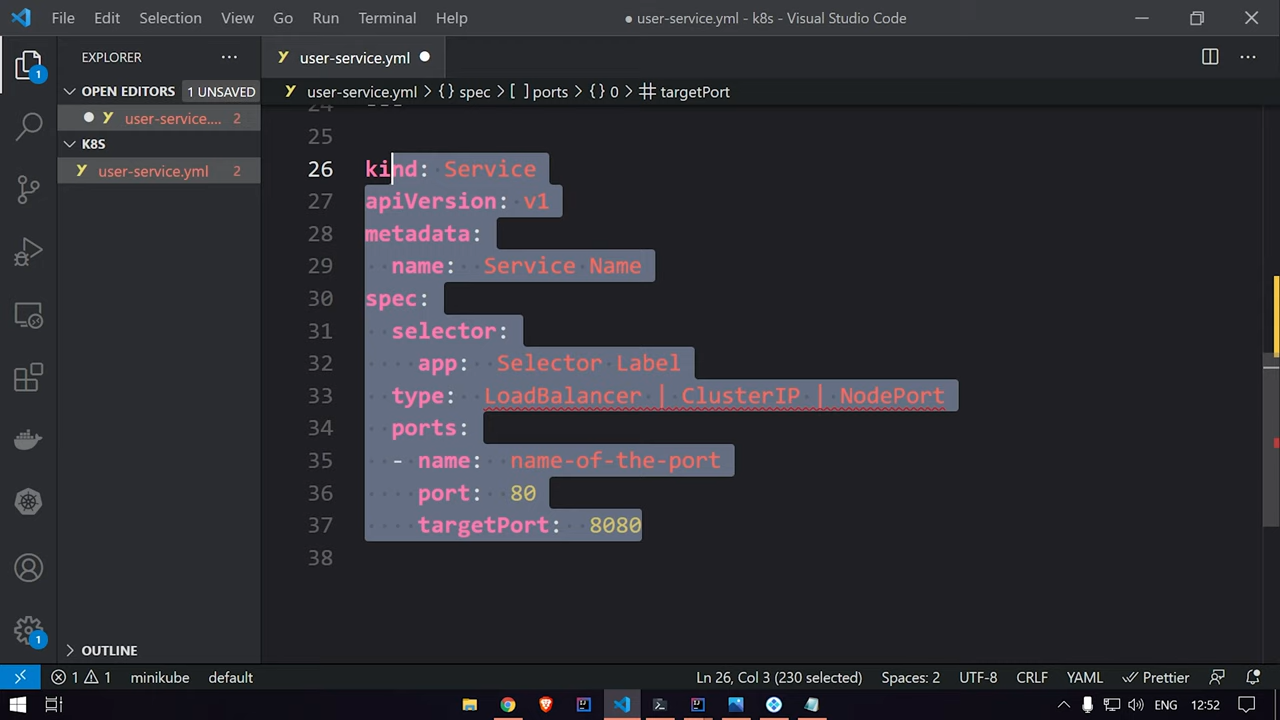 File Edit Selection View Go Run Terminal Help ● user-service.yml - k8s - Visual Studio Code
EXPLORER
user-service.yml
OPEN EDITORS 1 UNSAVED
user-service.yml > {} spec > [ ] ports > {} 0 > targetPort
user-service.... 2
K8S
user-service.yml 2
24 ---
25
26 kind: Service
27 apiVersion: v1
28 metadata:
29   name:  Service Name
30 spec:
31   selector:
32     app:  Selector Label
33   type:  LoadBalancer | ClusterIP | NodePort
34   ports:
35   - name:  name-of-the-port
36     port:  80
37     targetPort:  8080
38
1
1
OUTLINE
1 1 minikube default Ln 26, Col 3 (230 selected) Spaces: 2 UTF-8 CRLF YAML Prettier
ENG 12:52